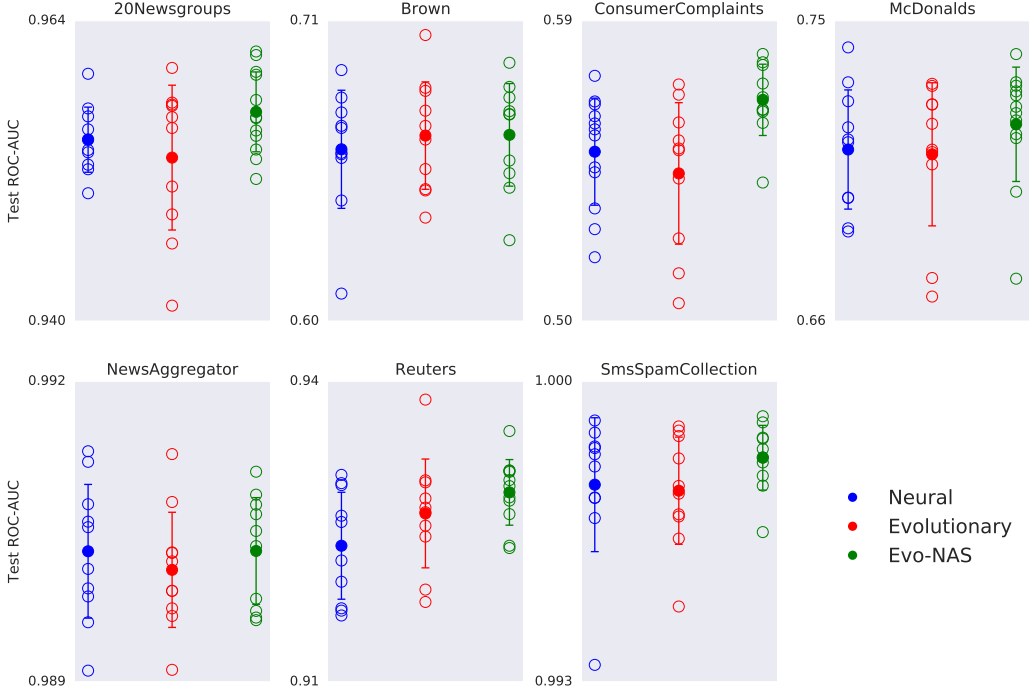 20Newsgroups
Brown
ConsumerComplaints
McDonalds
0.964
0.71
0.59
0.75
Test ROC-AUC
0.940
0.60
0.50
0.66
NewsAggregator
Reuters
SmsSpamCollection
0.992
0.94
1.000
Test ROC-AUC
Neural
Evolutionary
Evo-NAS
0.989
0.91
0.993